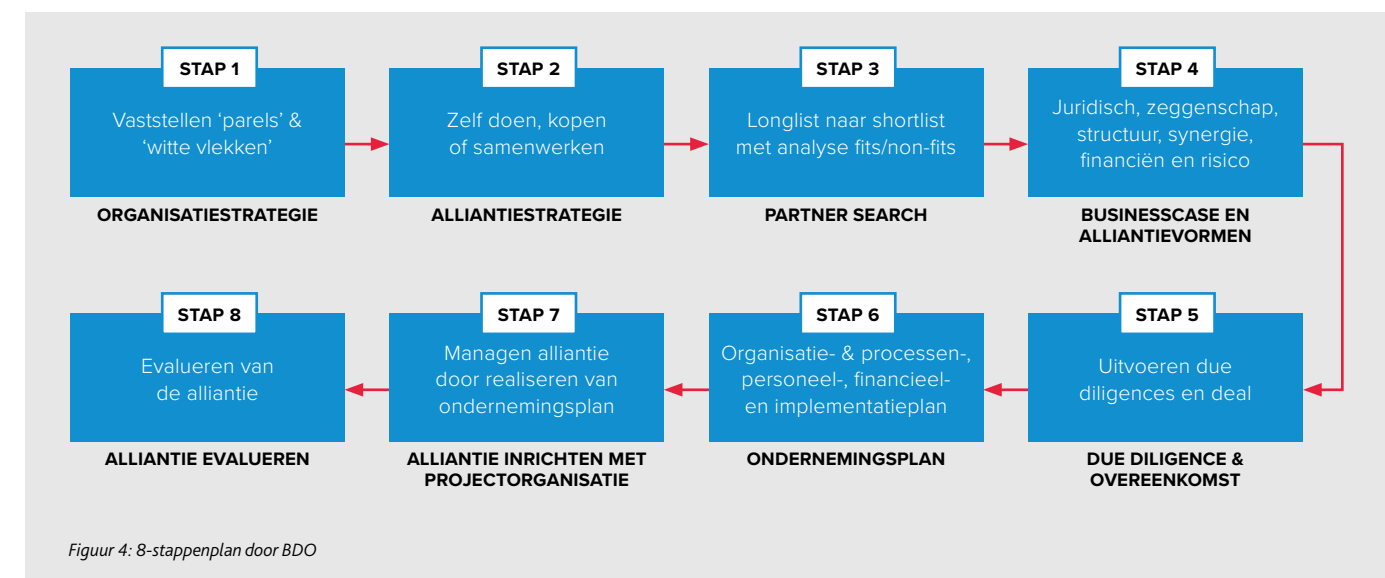 STAP 1
Vaststellen ‘parels’ &
‘witte vlekken’
ORGANISATIESTRATEGIE
STAP 2
Zelf doen, kopen
of samenwerken
ALLIANTIESTRATEGIE
STAP 3
Longlist naar shortlist
met analyse fits/non-fits
PARTNER SEARCH
STAP 4
Juridisch, zeggenschap,
structuur, synergie,
financiën en risico
BUSINESSCASE EN
ALLIANTIEVORMEN
STAP 5
Uitvoeren due
diligences en deal
DUE DILIGENCE &
OVEREENKOMST
STAP 6
Organisatie- & processen-,
personeel-, financieel-
en implementatieplan
ONDERNEMINGSPLAN
STAP 7
Managen alliantie
door realiseren van
ondernemingsplan
ALLIANTIE INRICHTEN MET
PROJECTORGANISATIE
STAP 8
Evalueren van
de alliantie
ALLIANTIE EVALUEREN
Figuur 4: 8-stappenplan door BDO